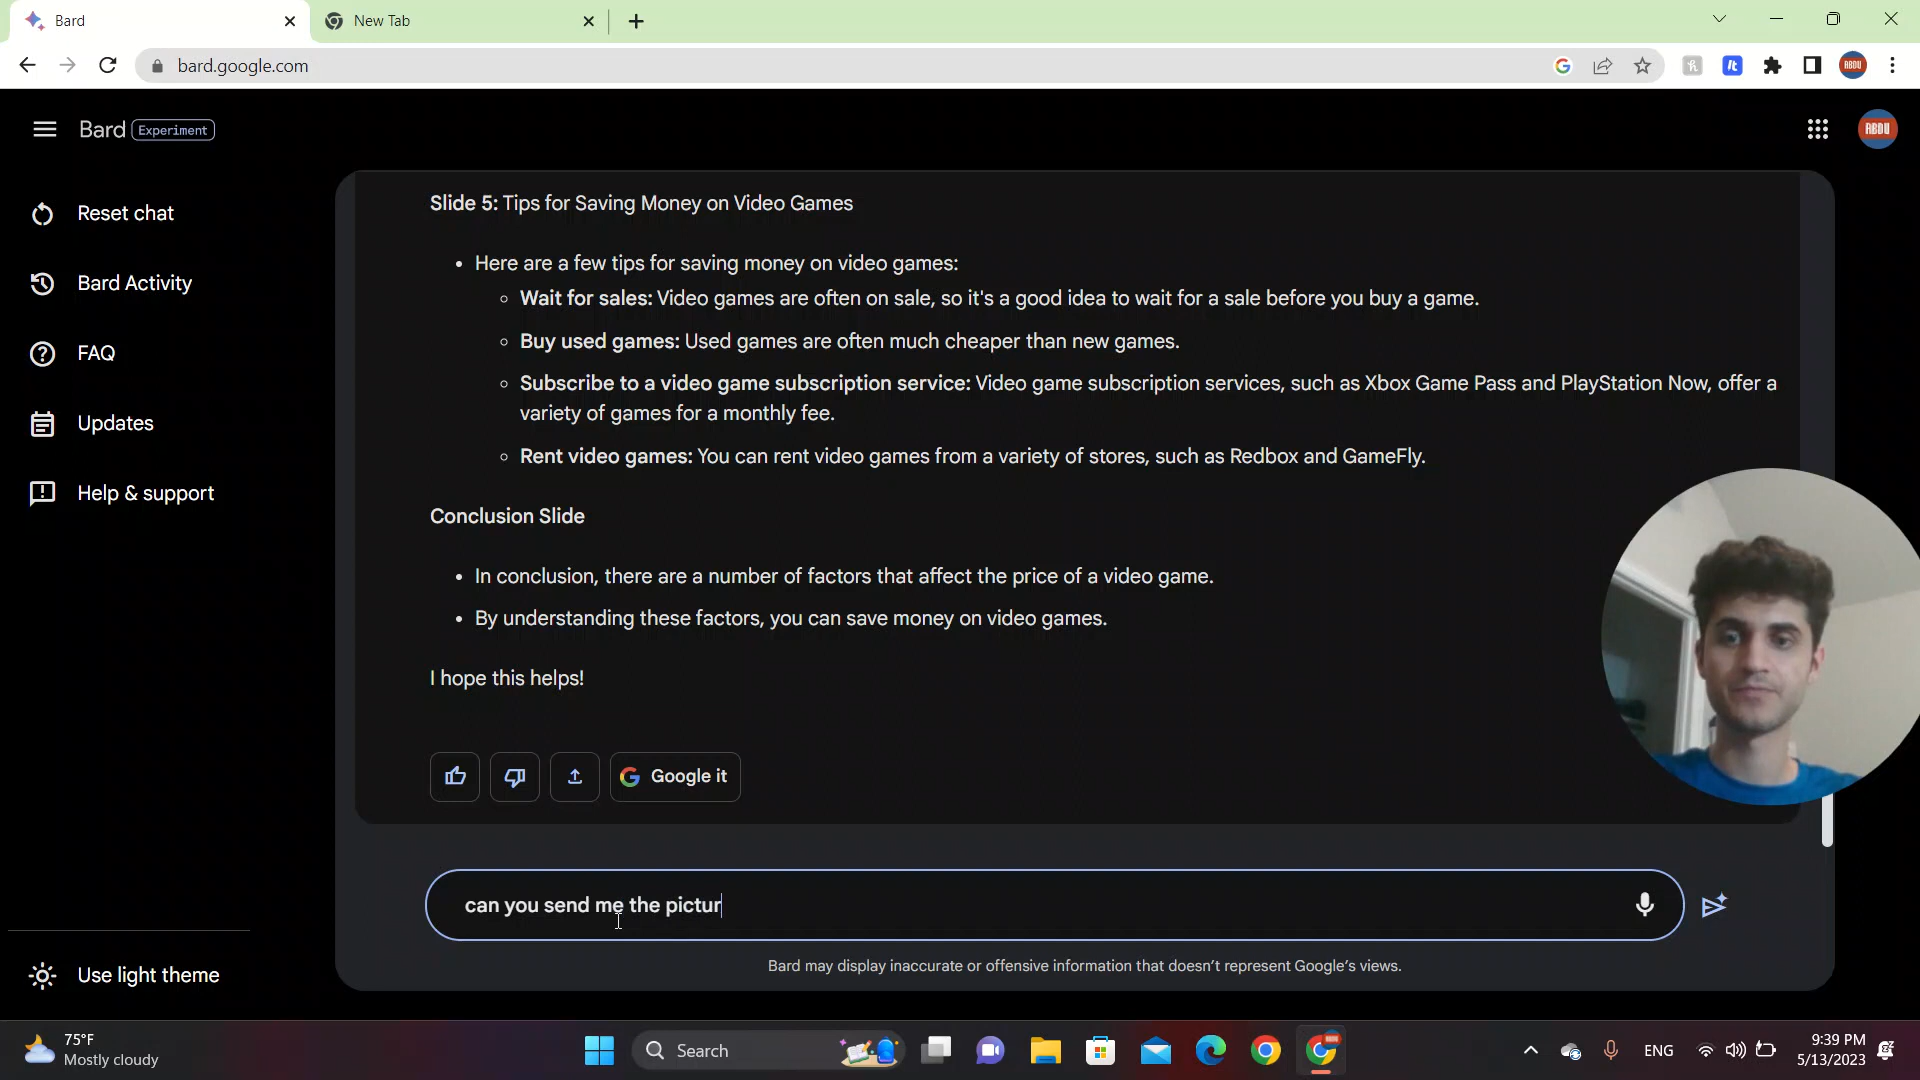 Bard
New Tab
bard.google.com
Bard Experiment
ABDU
Reset chat
Bard Activity
FAQ
Updates
Help & support
Slide 5: Tips for Saving Money on Video Games
• Here are a few tips for saving money on video games:
◦ Wait for sales: Video games are often on sale, so it's a good idea to wait for a sale before you buy a game.
◦ Buy used games: Used games are often much cheaper than new games.
◦ Subscribe to a video game subscription service: Video game subscription services, such as Xbox Game Pass and PlayStation Now, offer a
variety of games for a monthly fee.
◦ Rent video games: You can rent video games from a variety of stores, such as Redbox and GameFly.
Conclusion Slide
• In conclusion, there are a number of factors that affect the price of a video game.
• By understanding these factors, you can save money on video games.
I hope this helps!
Google it
can you send me the pictur
Bard may display inaccurate or offensive information that doesn't represent Google's views.
Use light theme
75°F
Mostly cloudy
Search
ENG
9:39 PM
5/13/2023